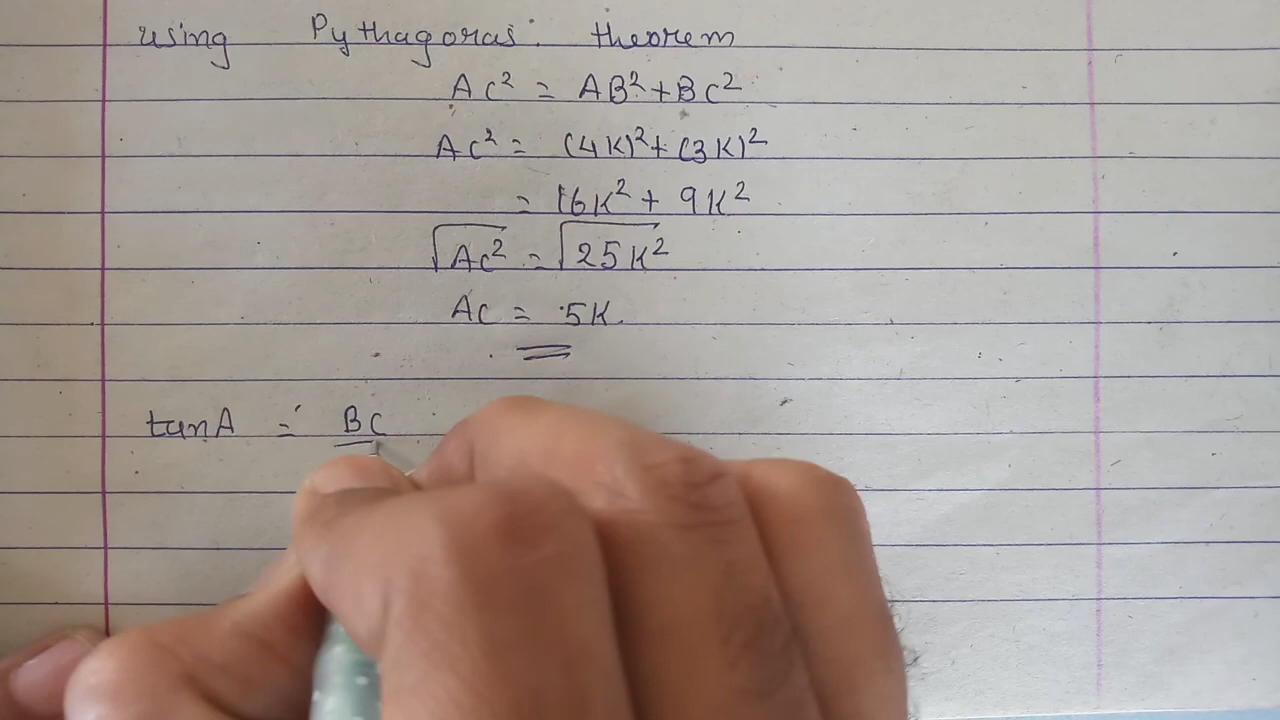 using Pythagoras theorem
AC² = AB² + BC²
AC² = (4K)² + (3K)²
= 16K² + 9K²
√AC² = √25K²
AC = 5K
tanA = BC